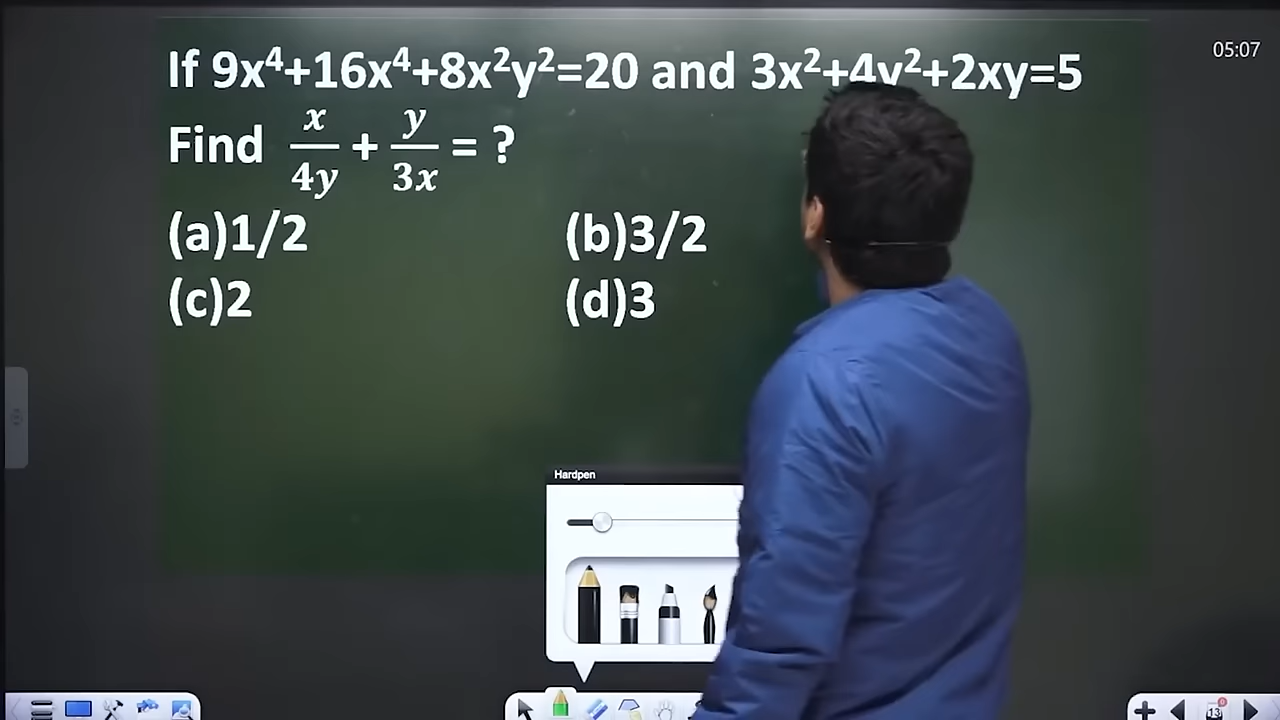 05:07
If 9x⁴+16x⁴+8x²y²=20 and 3x²+4y²+2xy=5
Find x/4y + y/3x = ?
(a)1/2 (b)3/2
(c)2 (d)3
Hardpen